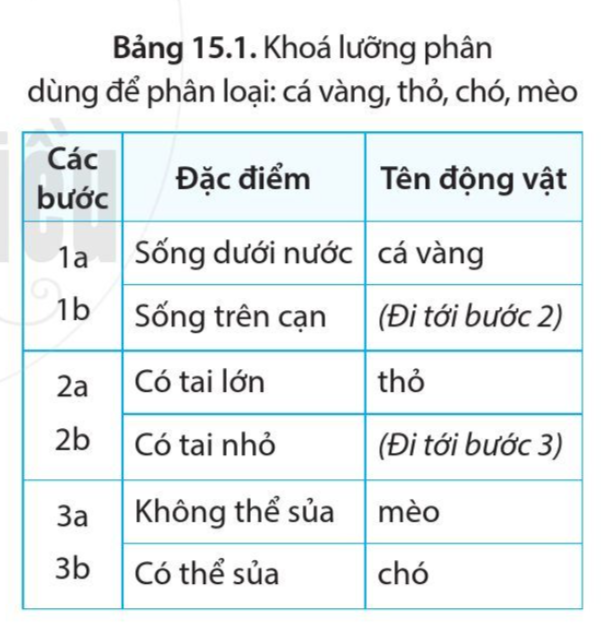 Bảng 15.1. Khoá lưỡng phân
dùng để phân loại: cá vàng, thỏ, chó, mèo
Các bước Đặc điểm Tên động vật
1a Sống dưới nước cá vàng
1b Sống trên cạn (Đi tới bước 2)
2a Có tai lớn thỏ
2b Có tai nhỏ (Đi tới bước 3)
3a Không thể sủa mèo
3b Có thể sủa chó